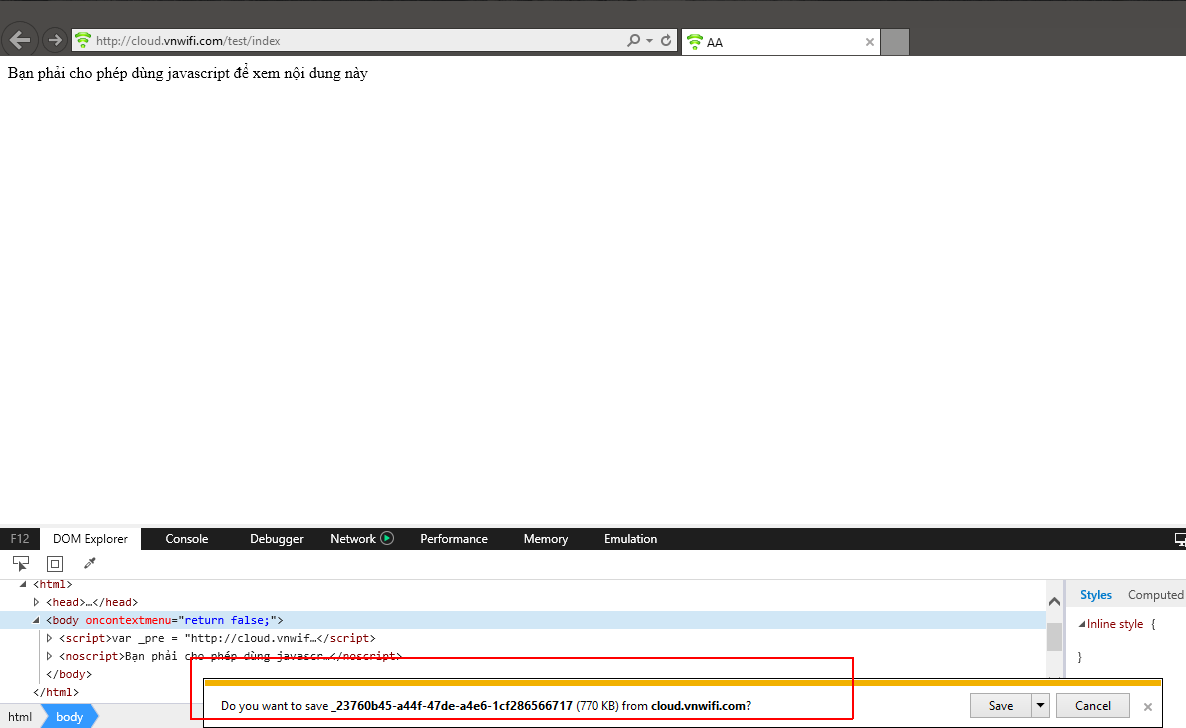 http://cloud.vnwifi.com/test/index
AA
Bạn phải cho phép dùng javascript để xem nội dung này
F12 DOM Explorer Console Debugger Network Performance Memory Emulation
<html>
<head>…</head>
<body oncontextmenu="return false;">
<script>var _pre = "http://cloud.vnwif…</script>
<noscript>Bạn phải cho phép dùng javascr…</noscript>
</body>
</html>
html body
Styles Computed
Inline style {
}
Do you want to save _23760b45-a44f-47de-a4e6-1cf286566717 (770 KB) from cloud.vnwifi.com?
Save Cancel